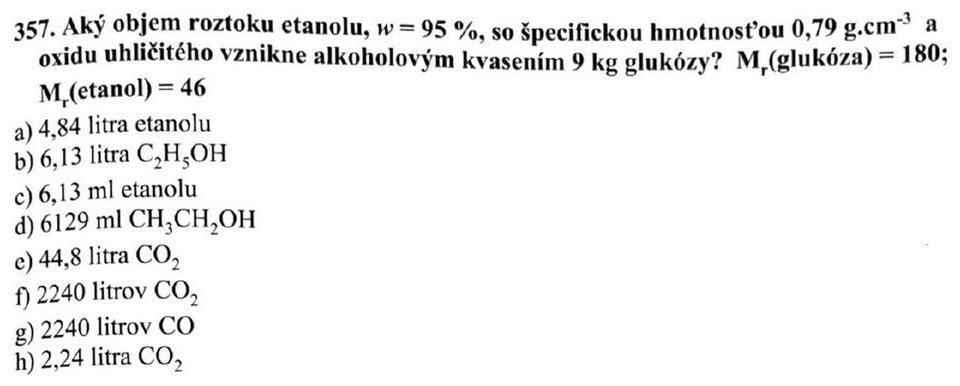 357. Aký objem roztoku etanolu, w = 95 %, so špecifickou hmotnosťou 0,79 g.cm⁻³ a
oxidu uhličitého vznikne alkoholovým kvasením 9 kg glukózy? Mᵣ(glukóza) = 180;
Mᵣ(etanol) = 46
a) 4,84 litra etanolu
b) 6,13 litra C₂H₅OH
c) 6,13 ml etanolu
d) 6129 ml CH₃CH₂OH
e) 44,8 litra CO₂
f) 2240 litrov CO₂
g) 2240 litrov CO
h) 2,24 litra CO₂